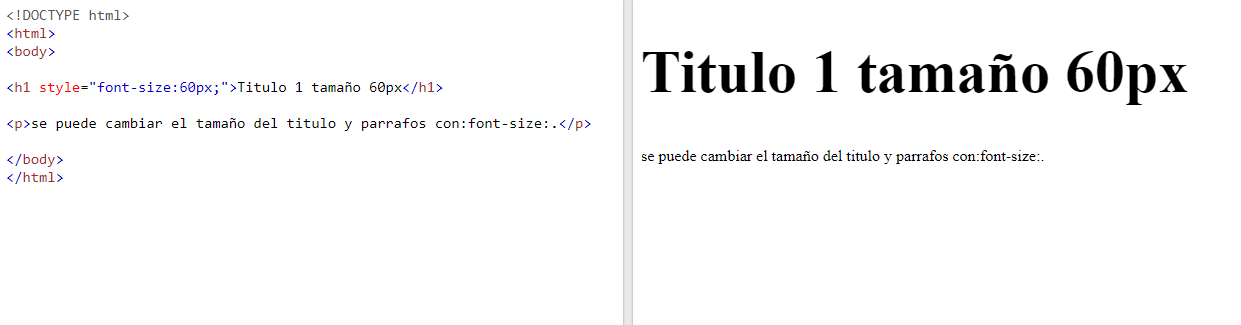 <!DOCTYPE html>
<html>
<body>
<h1 style="font-size:60px;">Titulo 1 tamaño 60px</h1>
<p>se puede cambiar el tamaño del titulo y parrafos con:font-size:.</p>
</body>
</html>
Titulo 1 tamaño 60px
se puede cambiar el tamaño del titulo y parrafos con:font-size:.